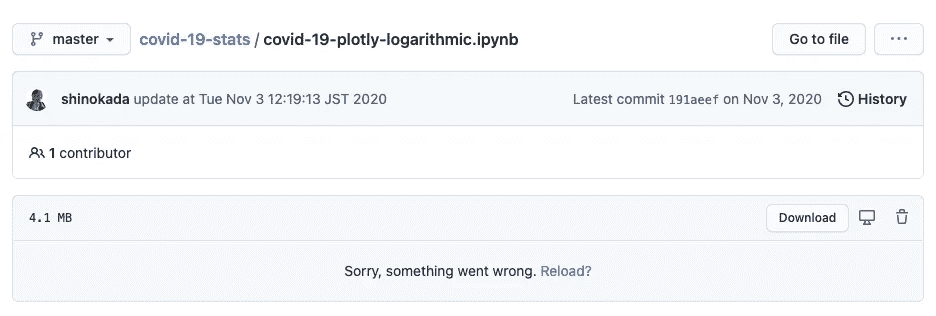 master covid-19-stats / covid-19-plotly-logarithmic.ipynb Go to file ...
shinokada update at Tue Nov 3 12:19:13 JST 2020 Latest commit 191aeef on Nov 3, 2020 History
1 contributor
4.1 MB Download
Sorry, something went wrong. Reload?